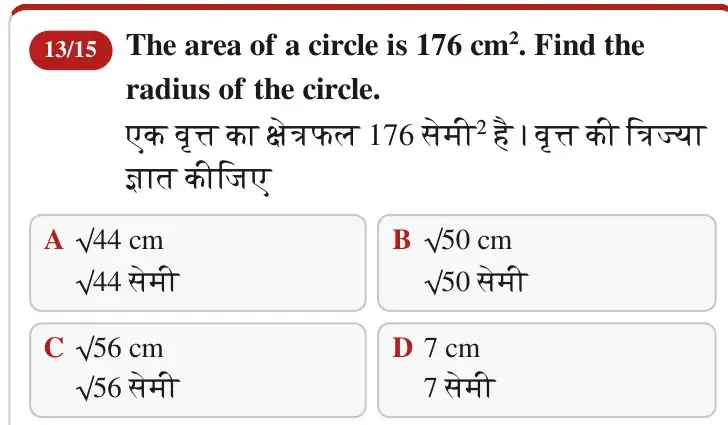 13/15 The area of a circle is 176 cm². Find the
radius of the circle.
एक वृत्त का क्षेत्रफल 176 सेमी² है। वृत्त की त्रिज्या
ज्ञात कीजिए
A √44 cm
√44 सेमी
B √50 cm
√50 सेमी
C √56 cm
√56 सेमी
D 7 cm
7 सेमी